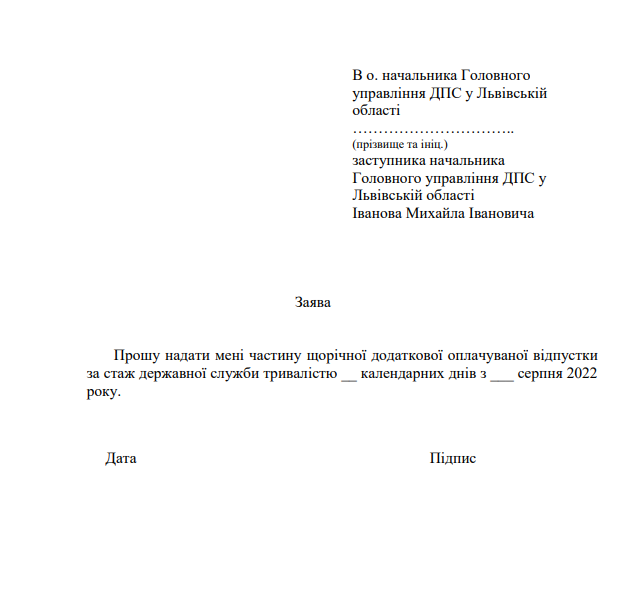 В о. начальника Головного
управління ДПС у Львівській
області
…………………………..
(прізвище та ініц.)
заступника начальника
Головного управління ДПС у
Львівській області
Іванова Михайла Івановича
Заява
Прошу надати мені частину щорічної додаткової оплачуваної відпустки
за стаж державної служби тривалістю __ календарних днів з ___ серпня 2022
року.
Дата Підпис